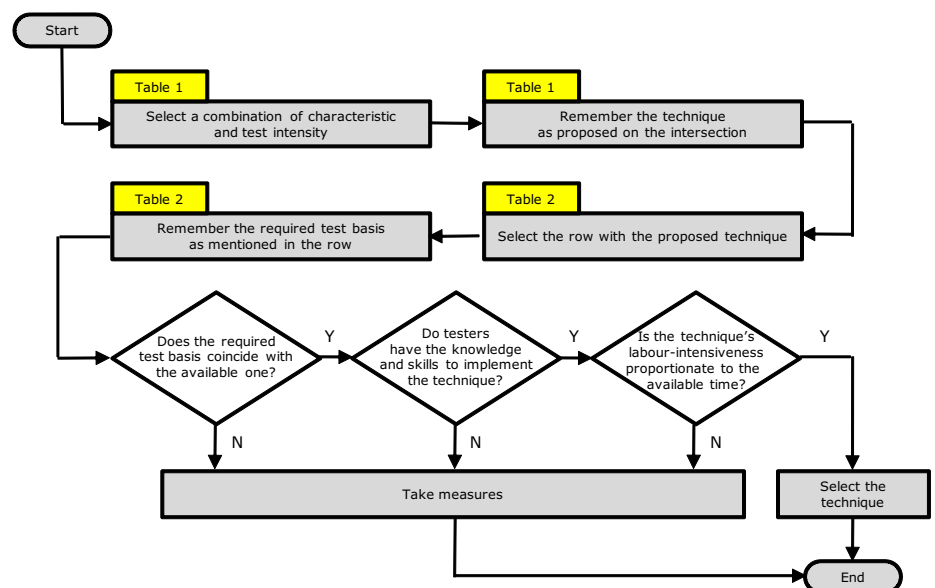 Start
Table 1
Select a combination of characteristic
and test intensity
Table 1
Remember the technique
as proposed on the intersection
Table 2
Select the row with the proposed technique
Table 2
Remember the required test basis
as mentioned in the row
Does the required
test basis coincide with
the available one?
Y
N
Do testers
have the knowledge
and skills to implement
the technique?
Y
N
Is the technique's
labour-intensiveness
proportionate to the
available time?
Y
N
Take measures
Select the
technique
End